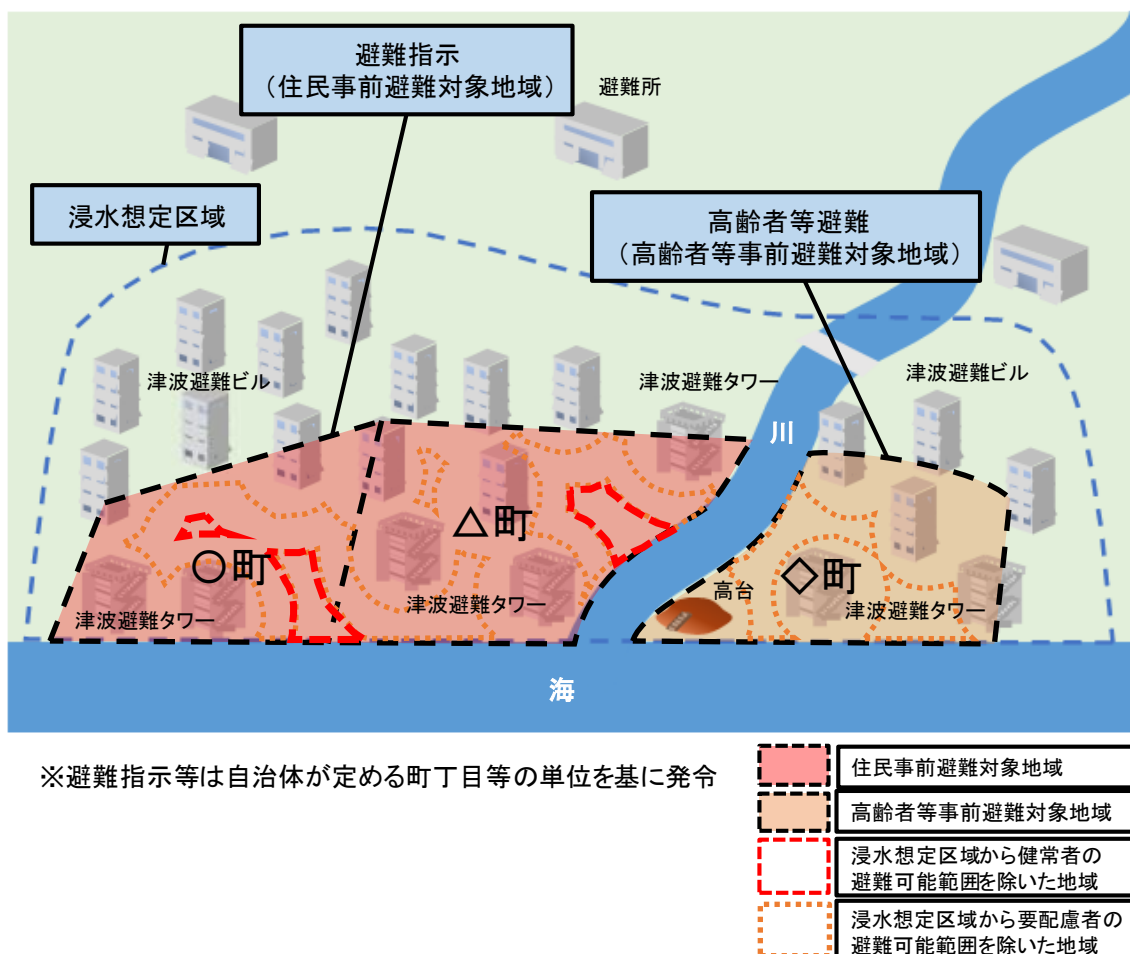 避難指示
（住民事前避難対象地域）
避難所
浸水想定区域
高齢者等避難
（高齢者等事前避難対象地域）
津波避難ビル
津波避難タワー
津波避難ビル
川
△町
○町
◇町
高台
津波避難タワー
津波避難タワー
津波避難タワー
海
※避難指示等は自治体が定める町丁目等の単位を基に発令
住民事前避難対象地域
高齢者等事前避難対象地域
浸水想定区域から健常者の
避難可能範囲を除いた地域
浸水想定区域から要配慮者の
避難可能範囲を除いた地域